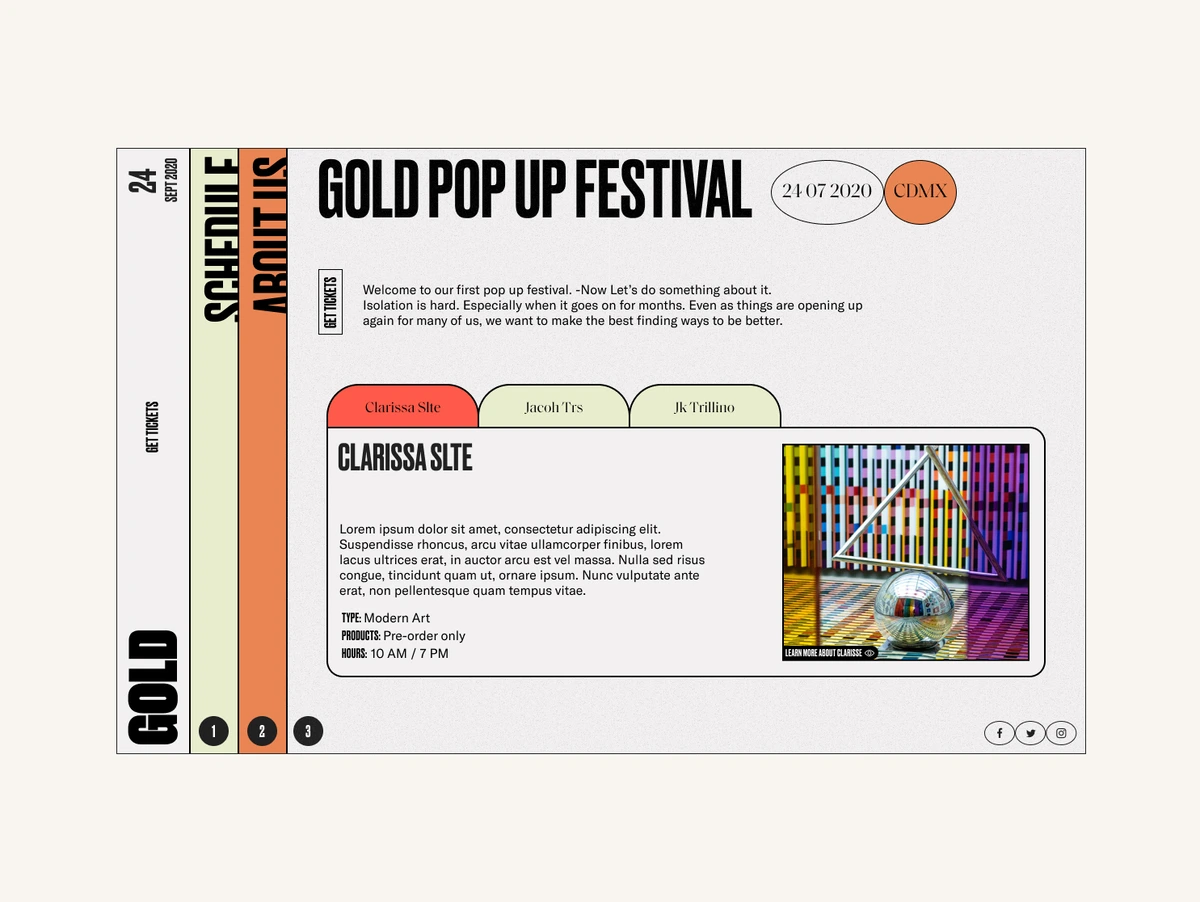 24
SEPT 2020
GET TICKETS
GOLD
SCHEDULE
1
ABOUT US
2
3
GOLD POP UP FESTIVAL
24 07 2020
CDMX
GET TICKETS
Welcome to our first pop up festival. -Now Let's do something about it.
Isolation is hard. Especially when it goes on for months. Even as things are opening up
again for many of us, we want to make the best finding ways to be better.
Clarissa Slte
Jacoh Trs
Jk Trillino
CLARISSA SLTE
Lorem ipsum dolor sit amet, consectetur adipiscing elit.
Suspendisse rhoncus, arcu vitae ullamcorper finibus, lorem
lacus ultrices erat, in auctor arcu est vel massa. Nulla sed risus
congue, tincidunt quam ut, ornare ipsum. Nunc vulputate ante
erat, non pellentesque quam tempus vitae.
TYPE: Modern Art
PRODUCTS: Pre-order only
HOURS: 10 AM / 7 PM
LEARN MORE ABOUT CLARISSE